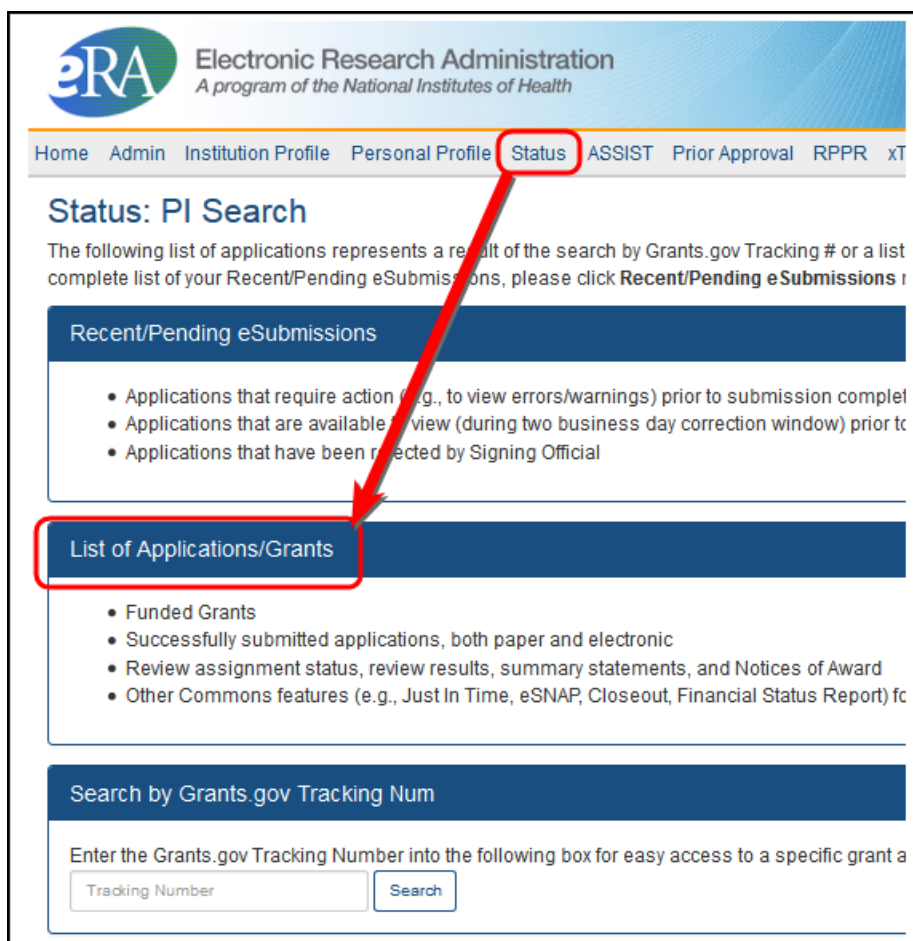 eRA
Electronic Research Administration
A program of the National Institutes of Health
Home Admin Institution Profile Personal Profile Status ASSIST Prior Approval RPPR xT
Status: PI Search
The following list of applications represents a result of the search by Grants.gov Tracking # or a list
complete list of your Recent/Pending eSubmissions, please click Recent/Pending eSubmissions
Recent/Pending eSubmissions
• Applications that require action (e.g., to view errors/warnings) prior to submission complet
• Applications that are available to view (during two business day correction window) prior to
• Applications that have been rejected by Signing Official
List of Applications/Grants
• Funded Grants
• Successfully submitted applications, both paper and electronic
• Review assignment status, review results, summary statements, and Notices of Award
• Other Commons features (e.g., Just In Time, eSNAP, Closeout, Financial Status Report) fo
Search by Grants.gov Tracking Num
Enter the Grants.gov Tracking Number into the following box for easy access to a specific grant a
Tracking Number Search